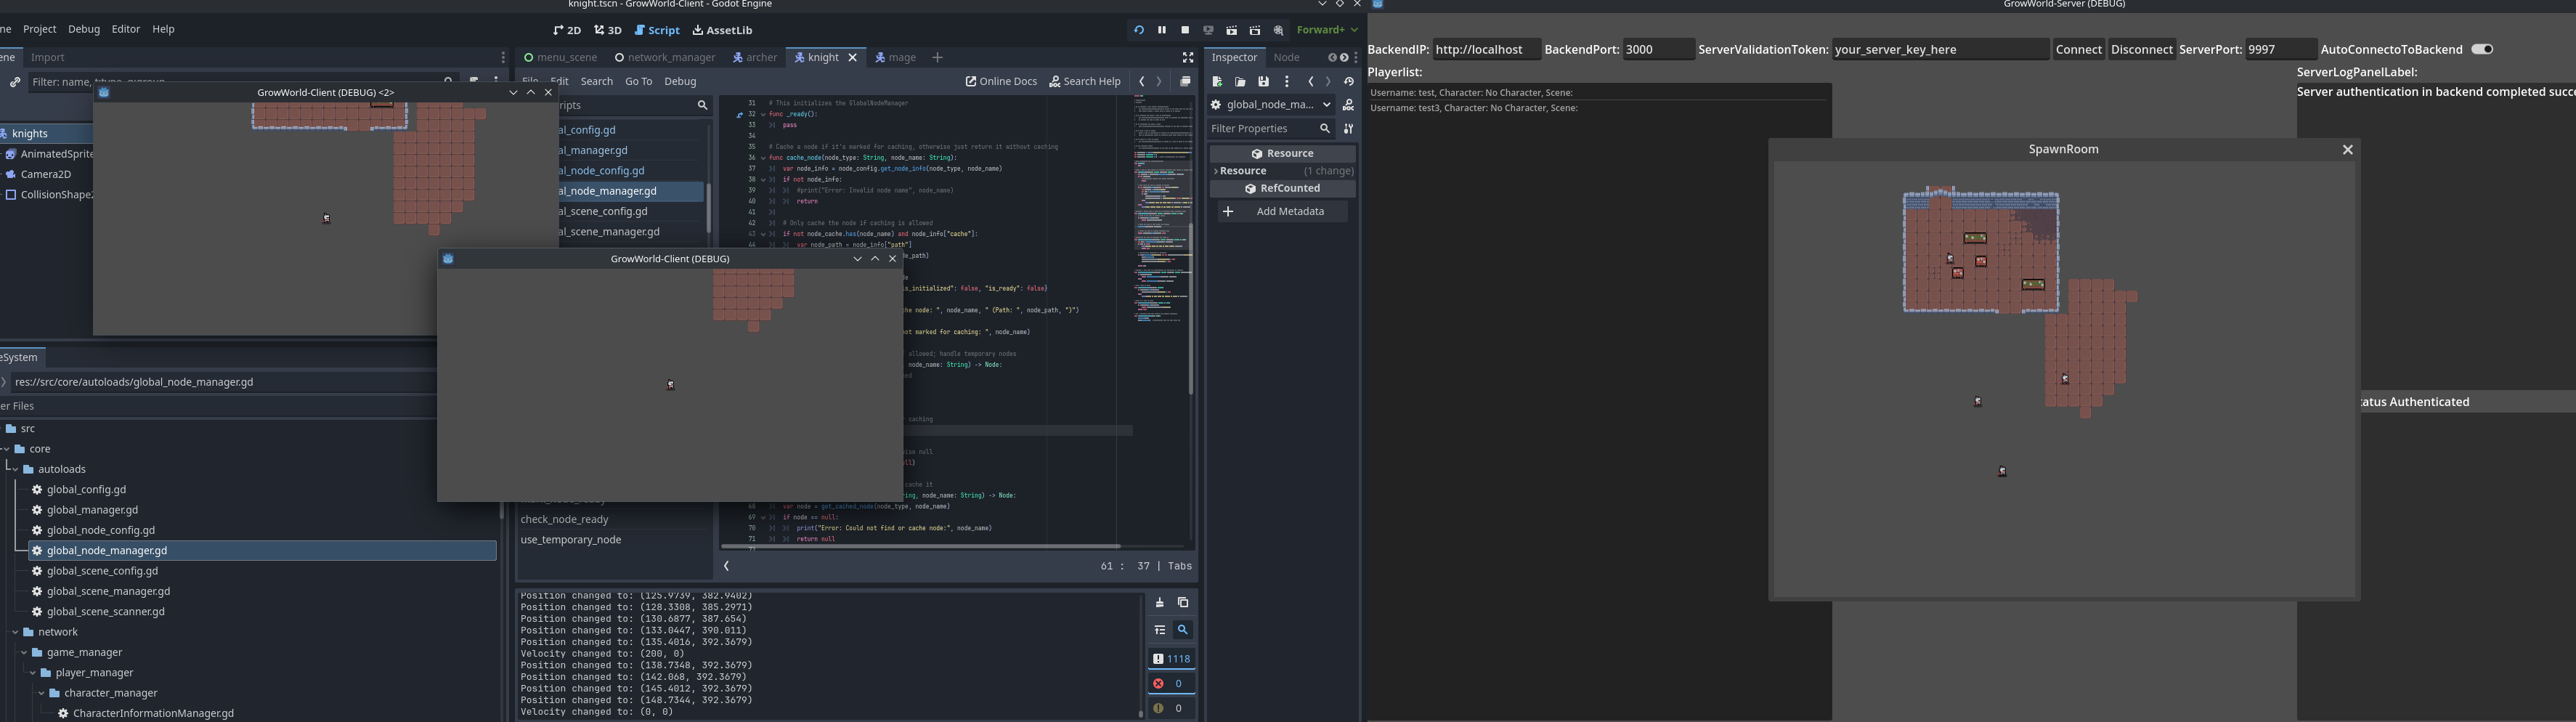 knight.tscn - GrowWorld-Client - Godot Engine
GrowWorld-Server (DEBUG)
ne Project Debug Editor Help
2D 3D Script AssetLib
Forward+
BackendIP: http://localhost BackendPort: 3000 ServerValidationToken: your_server_key_here Connect Disconnect ServerPort: 9997 AutoConnectoToBackend
ene Import
menu_scene network_manager archer knight mage
Inspector Node
Playerlist:
ServerLogPanelLabel:
Filter: name,
File Edit Search Go To Debug
Online Docs Search Help
Username: test, Character: No Character, Scene:
Server authentication in backend completed succ
GrowWorld-Client (DEBUG) <2>
Username: test3, Character: No Character, Scene:
ripts
global_node_ma...
Filter Properties
31 # This initializes the GlobalNodeManager
32 func _ready():
33 pass
34
35 # Cache a node if it's marked for caching, otherwise just return it without caching
36 func cache_node(node_type: String, node_name: String):
37 var node_info = node_config.get_node_info(node_type, node_name)
38 if not node_info:
39 #print("Error: Invalid node name", node_name)
40 return
41
42 # Only cache the node if caching is allowed
43 if not node_cache.has(node_name) and node_info["cache"]:
44 var node_path = node_info["path"]
e_path)
al_config.gd
al_manager.gd
al_node_config.gd
al_node_manager.gd
al_scene_config.gd
al_scene_manager.gd
knights
AnimatedSprite
Camera2D
CollisionShape2
Resource
Resource (1 change)
RefCounted
Add Metadata
SpawnRoom
GrowWorld-Client (DEBUG)
s_initialized": false, "is_ready": false}
he node: ", node_name, " (Path: ", node_path, ")")
ot marked for caching: ", node_name)
allowed; handle temporary nodes
node_name: String) -> Node:
caching
ise null
ll)
cache it
ring, node_name: String) -> Node:
68 var node = get_cached_node(node_type, node_name)
69 if node == null:
70 print("Error: Could not find or cache node:", node_name)
71 return null
check_node_ready
use_temporary_node
61 : 37 | Tabs
eSystem
res://src/core/autoloads/global_node_manager.gd
er Files
src
core
autoloads
global_config.gd
global_manager.gd
global_node_config.gd
global_node_manager.gd
global_scene_config.gd
global_scene_manager.gd
global_scene_scanner.gd
network
game_manager
player_manager
character_manager
CharacterInformationManager.gd
Position changed to: (125.9739, 382.9402)
Position changed to: (128.3308, 385.2971)
Position changed to: (130.6877, 387.654)
Position changed to: (133.0447, 390.011)
Position changed to: (135.4016, 392.3679)
Velocity changed to: (200, 0)
Position changed to: (138.7348, 392.3679)
Position changed to: (142.068, 392.3679)
Position changed to: (145.4012, 392.3679)
Position changed to: (148.7344, 392.3679)
Velocity changed to: (0, 0)
1118
0
0
atus Authenticated